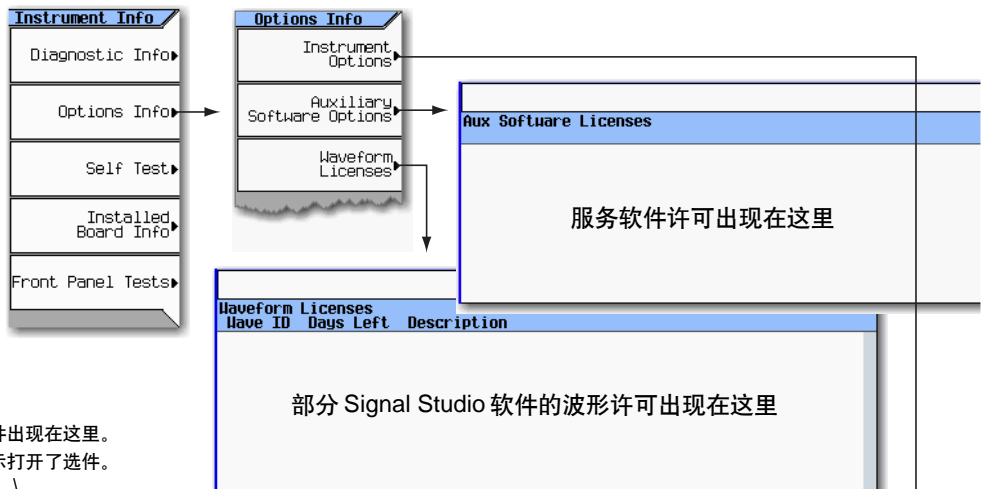 Instrument Info
Diagnostic Info
Options Info
Self Test
Installed
Board Info
Front Panel Tests
Options Info
Instrument
Options
Auxiliary
Software Options
Waveform
Licenses
Aux Software Licenses
服务软件许可出现在这里
Waveform Licenses
Wave ID Days Left Description
部分 Signal Studio 软件的波形许可出现在这里
件出现在这里。
示打开了选件。